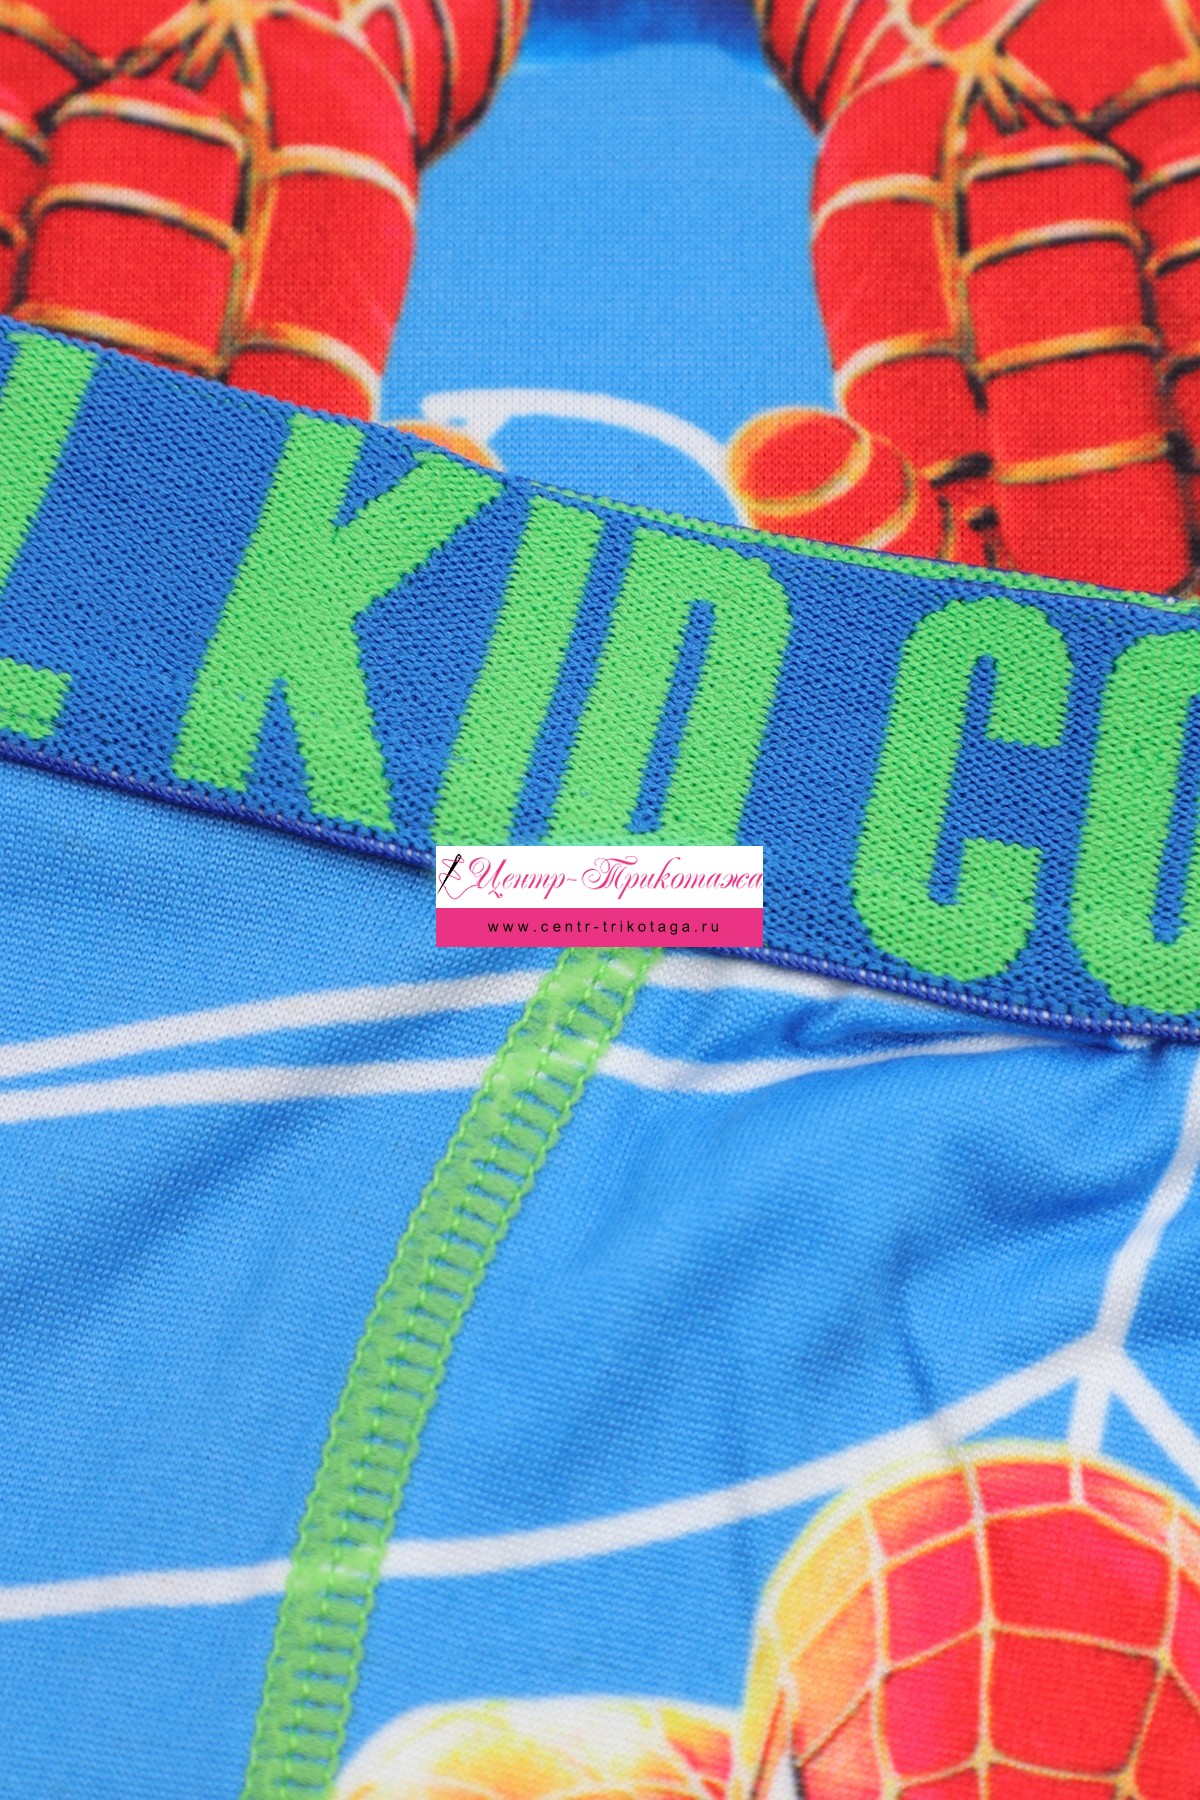 L KID CO
Центр-Трикотажа
www.centr-trikotaga.ru